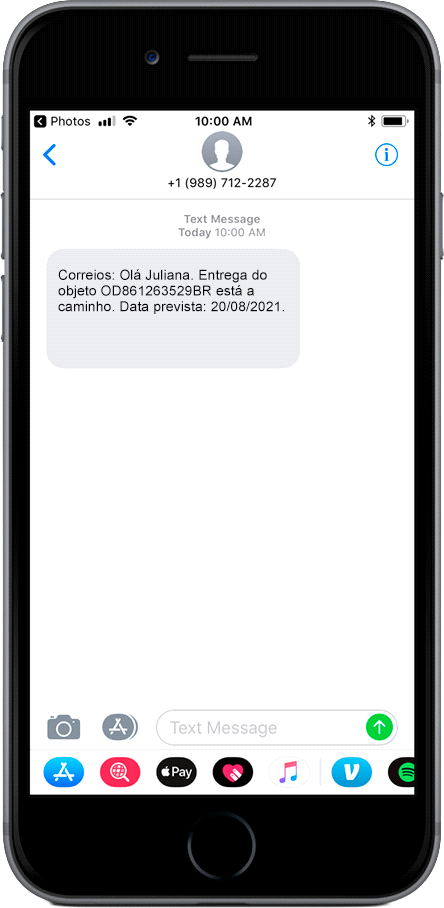 Photos
10:00 AM
+1 (989) 712-2287
Text Message
Today 10:00 AM
Correios: Olá Juliana. Entrega do
objeto OD861263529BR está a
caminho. Data prevista: 20/08/2021.
Text Message
Pay